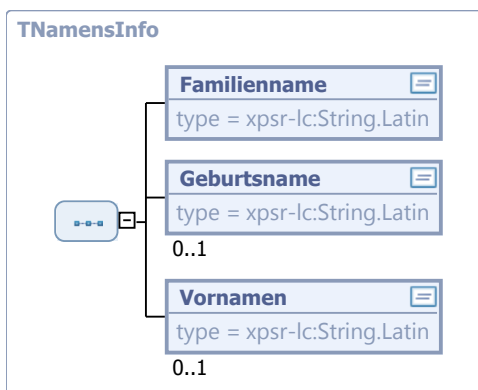 TNamensInfo
Familienname
type = xpsr-lc:String.Latin
Geburtsname
type = xpsr-lc:String.Latin
0..1
Vornamen
type = xpsr-lc:String.Latin
0..1